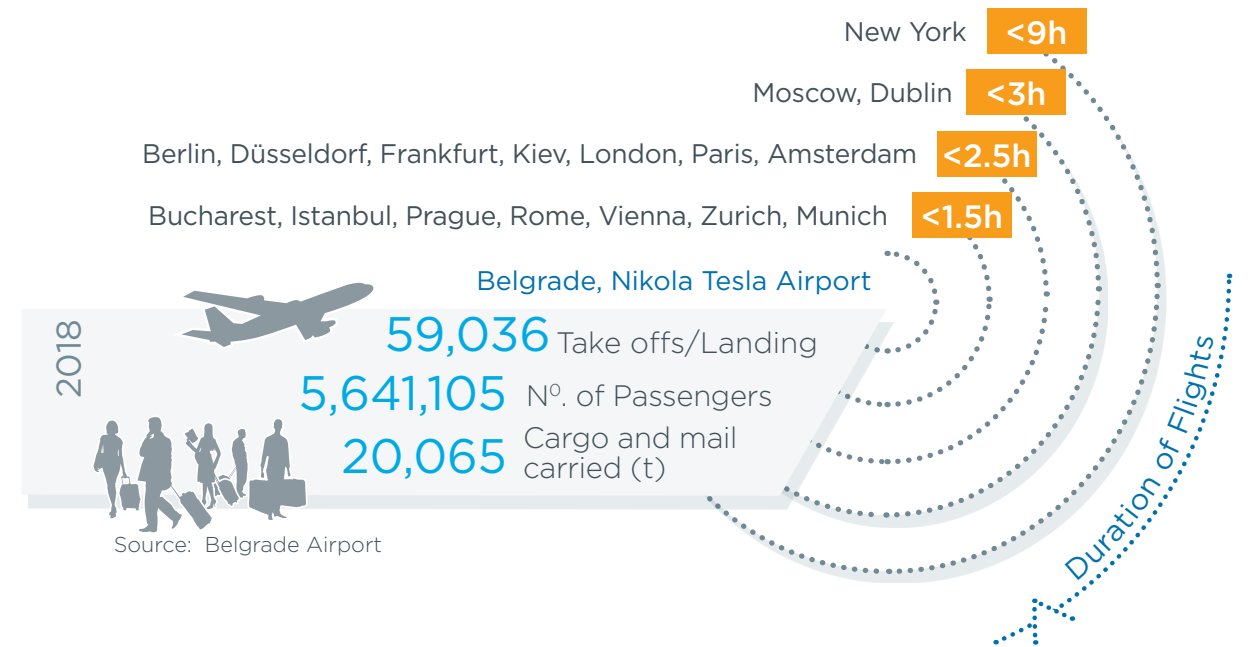 New York <9h
Moscow, Dublin <3h
Berlin, Düsseldorf, Frankfurt, Kiev, London, Paris, Amsterdam <2.5h
Bucharest, Istanbul, Prague, Rome, Vienna, Zurich, Munich <1.5h
Belgrade, Nikola Tesla Airport
2018
59,036 Take offs/Landing
5,641,105 Nº. of Passengers
20,065 Cargo and mail
carried (t)
Source: Belgrade Airport
Duration of Flights